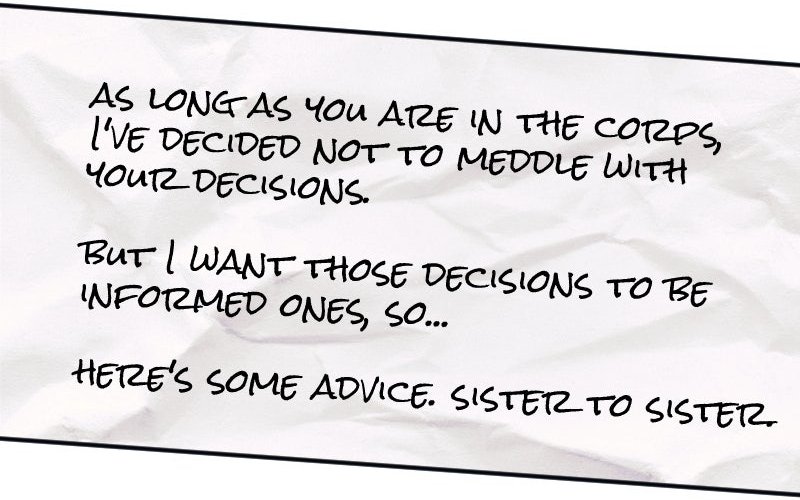 AS LONG AS YOU ARE IN THE CORPS,
I'VE DECIDED NOT TO MEDDLE WITH
YOUR DECISIONS.
BUT I WANT THOSE DECISIONS TO BE
INFORMED ONES, SO...
HERE'S SOME ADVICE. SISTER TO SISTER.